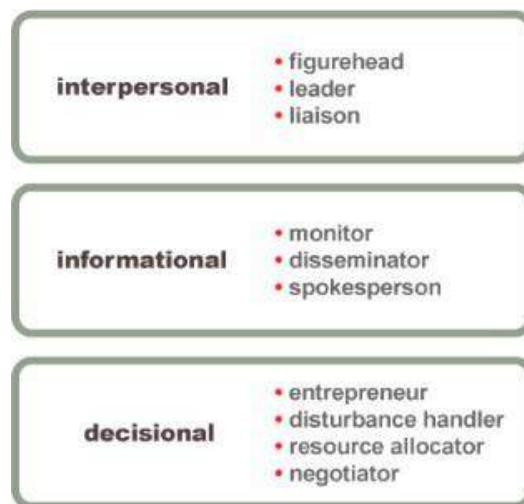 interpersonal
• figurehead
• leader
• liaison
informational
• monitor
• disseminator
• spokesperson
decisional
• entrepreneur
• disturbance handler
• resource allocator
• negotiator